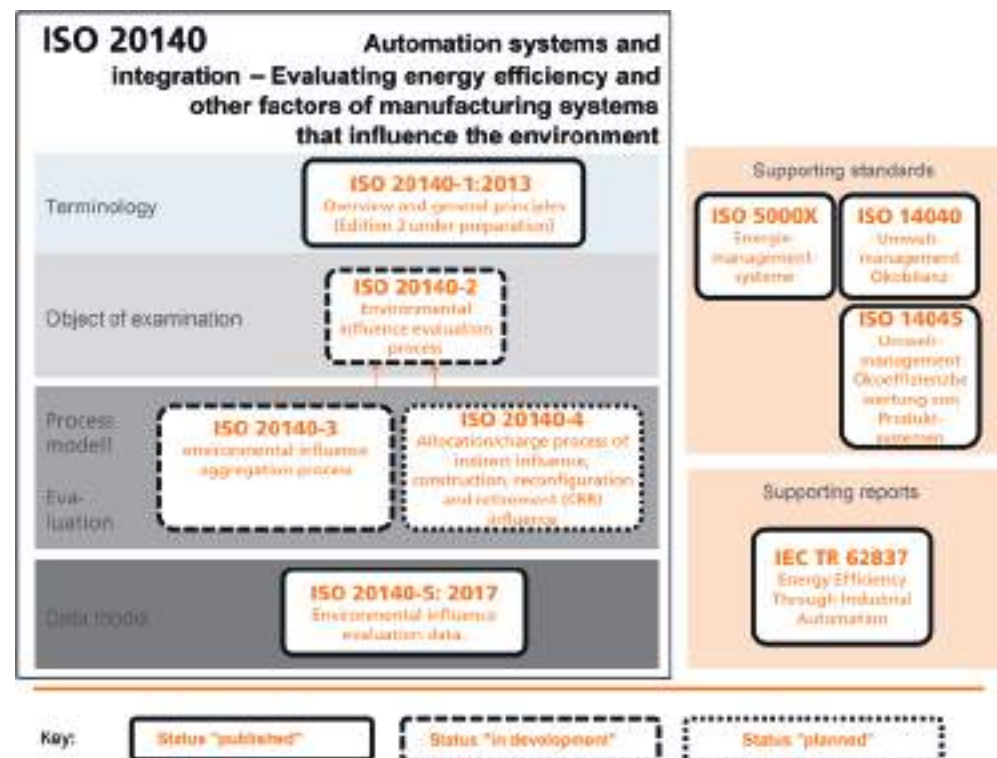 ISO 20140
Automation systems and
integration – Evaluating energy efficiency and
other factors of manufacturing systems
that influence the environment
Terminology
ISO 20140-1:2013
Overview and general principles
(Edition 2 under preparation)
Object of examination
ISO 20140-2
Environmental
influence evaluation
process
Process
modell
Eva-
luation
ISO 20140-3
environmental influence
aggregation process
ISO 20140-4
Allocation/charge process of
indirect influence,
construction, reconfiguration
and retirement (CRR)
influence
Data model
ISO 20140-5: 2017
Environmental influence
evaluation data
Supporting standards
ISO 5000X
Energie-
management-
systeme
ISO 14040
Umwelt-
management
Ökobilanz
ISO 14045
Umwelt-
management
Ökoeffizienzbe
wertung von
Produkt-
systemen
Supporting reports
IEC TR 62837
Energy Efficiency
Through Industrial
Automation
Key:
Status "published"
Status "in development"
Status "planned"